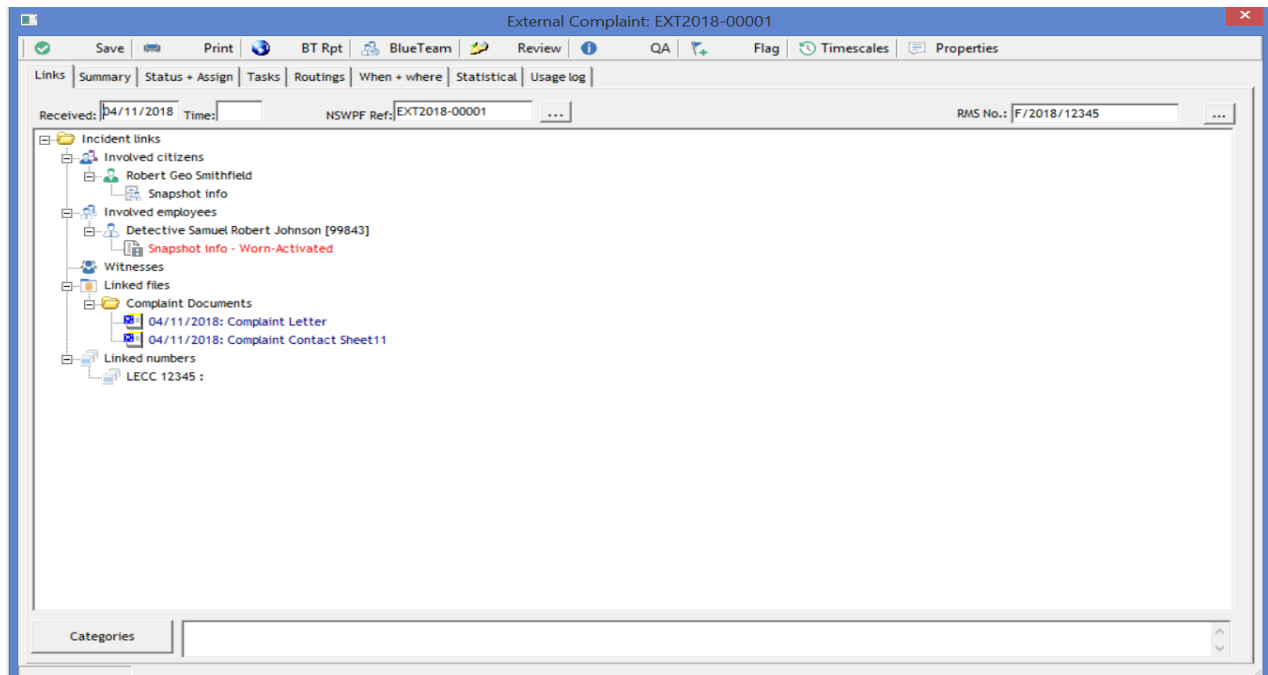 External Complaint: EXT2018-00001
Save Print BT Rpt BlueTeam Review QA Flag Timescales Properties
Links Summary Status + Assign Tasks Routings When + where Statistical Usage log
Received: 04/11/2018 Time: NSWPF Ref: EXT2018-00001 ... RMS No.: F/2018/12345 ...
Incident links
Involved citizens
Robert Geo Smithfield
Snapshot info
Involved employees
Detective Samuel Robert Johnson [99843]
Snapshot info - Worn-Activated
Witnesses
Linked files
Complaint Documents
04/11/2018: Complaint Letter
04/11/2018: Complaint Contact Sheet11
Linked numbers
LECC 12345 :
Categories